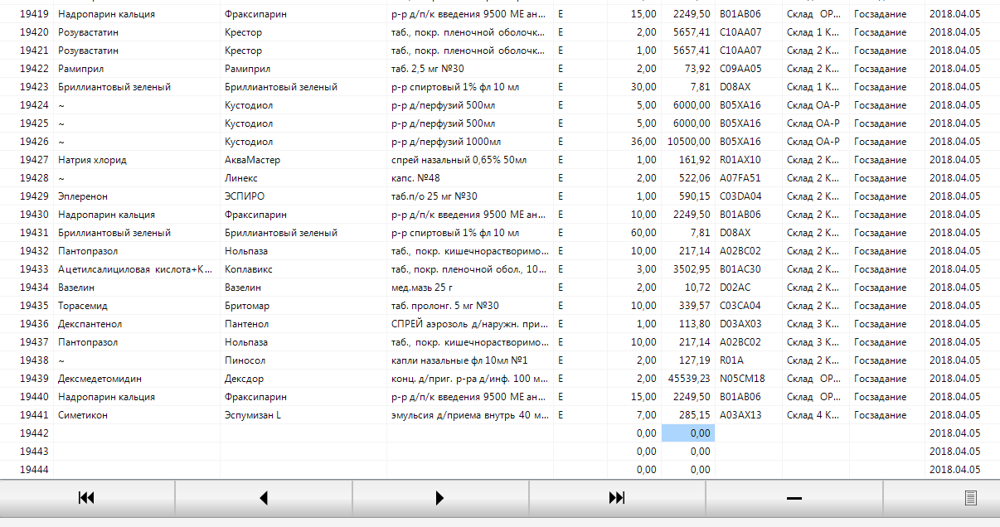 19419 Надропарин кальция Фраксипарин р-р д/п/к введения 9500 МЕ ан... Е 15,00 2249,50 B01AB06 Склад ОР... Госзадание 2018.04.05
19420 Розувастатин Крестор таб., покр. пленочной оболочк... Е 2,00 5657,41 C10AA07 Склад 1 К... Госзадание 2018.04.05
19421 Розувастатин Крестор таб., покр. пленочной оболочк... Е 1,00 5657,41 C10AA07 Склад 2 К... Госзадание 2018.04.05
19422 Рамиприл Рамиприл таб. 2,5 мг №30 Е 2,00 73,92 C09AA05 Склад 2 К... Госзадание 2018.04.05
19423 Бриллиантовый зеленый Бриллиантовый зеленый р-р спиртовый 1% фл 10 мл Е 30,00 7,81 D08AX Склад 1 К... Госзадание 2018.04.05
19424 ~ Кустодиол р-р д/перфузий 500мл Е 5,00 6000,00 B05XA16 Склад ОА-Р Госзадание 2018.04.05
19425 ~ Кустодиол р-р д/перфузий 500мл Е 5,00 6000,00 B05XA16 Склад ОА-Р Госзадание 2018.04.05
19426 ~ Кустодиол р-р д/перфузий 1000мл Е 36,00 10500,00 B05XA16 Склад ОА-Р Госзадание 2018.04.05
19427 Натрия хлорид АкваМастер спрей назальный 0,65% 50мл Е 1,00 161,92 R01AX10 Склад 2 К... Госзадание 2018.04.05
19428 ~ Линекс капс. №48 Е 2,00 522,06 A07FA51 Склад 2 К... Госзадание 2018.04.05
19429 Эплеренон ЭСПИРО таб.п/о 25 мг №30 Е 1,00 590,15 C03DA04 Склад 2 К... Госзадание 2018.04.05
19430 Надропарин кальция Фраксипарин р-р д/п/к введения 9500 МЕ ан... Е 10,00 2249,50 B01AB06 Склад 2 К... Госзадание 2018.04.05
19431 Бриллиантовый зеленый Бриллиантовый зеленый р-р спиртовый 1% фл 10 мл Е 60,00 7,81 D08AX Склад 2 К... Госзадание 2018.04.05
19432 Пантопразол Нольпаза таб., покр. кишечнорастворимо... Е 10,00 217,14 A02BC02 Склад 2 К... Госзадание 2018.04.05
19433 Ацетилсалициловая кислота+К... Коплавикс таб., покр. пленочной обол., 10... Е 3,00 3502,95 B01AC30 Склад 2 К... Госзадание 2018.04.05
19434 Вазелин Вазелин мед.мазь 25 г Е 2,00 10,72 D02AC Склад 2 К... Госзадание 2018.04.05
19435 Торасемид Бритомар таб. пролонг. 5 мг №30 Е 10,00 339,57 C03CA04 Склад 2 К... Госзадание 2018.04.05
19436 Декспантенол Пантенол СПРЕЙ аэрозоль д/наружн. при... Е 1,00 113,80 D03AX03 Склад 3 К... Госзадание 2018.04.05
19437 Пантопразол Нольпаза таб., покр. кишечнорастворимо... Е 10,00 217,14 A02BC02 Склад 3 К... Госзадание 2018.04.05
19438 ~ Пиносол капли назальные фл 10мл №1 Е 2,00 127,19 R01A Склад 2 К... Госзадание 2018.04.05
19439 Дексмедетомидин Дексдор конц. д/приг. р-ра д/инф. 100 м... Е 2,00 45539,23 N05CM18 Склад ОР... Госзадание 2018.04.05
19440 Надропарин кальция Фраксипарин р-р д/п/к введения 9500 МЕ ан... Е 15,00 2249,50 B01AB06 Склад ОР... Госзадание 2018.04.05
19441 Симетикон Эспумизан L эмульсия д/приема внутрь 40 м... Е 7,00 285,15 A03AX13 Склад 4 К... Госзадание 2018.04.05
19442 0,00 0,00 2018.04.05
19443 0,00 0,00 2018.04.05
19444 0,00 0,00 2018.04.05